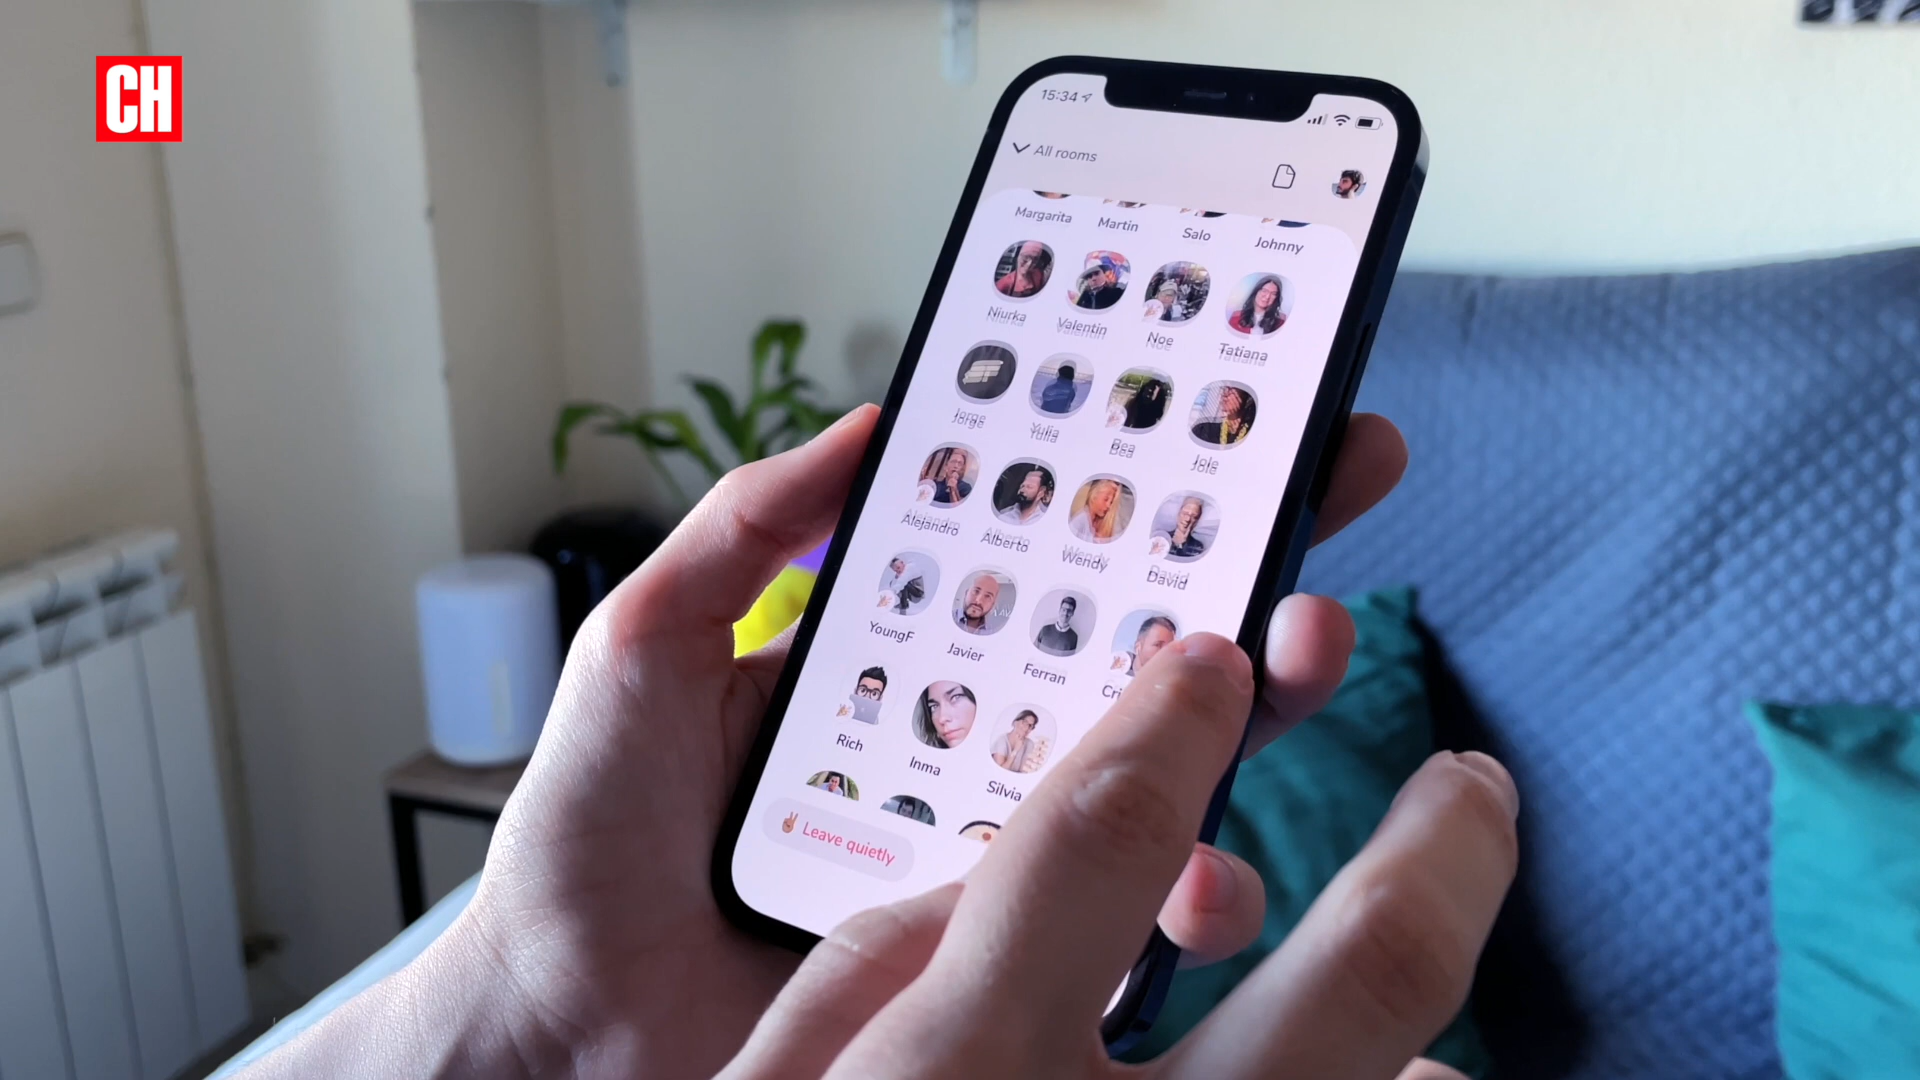 CH
15:34
All rooms
Margarita Martin Salo Johnny
Niurka Valentin Noe Tatiana
Jorge Yulia Bea Jole
Alejandro Alberto Wendy David
YoungF Javier Ferran Cri
Rich Inma Silvia
✌🏽 Leave quietly